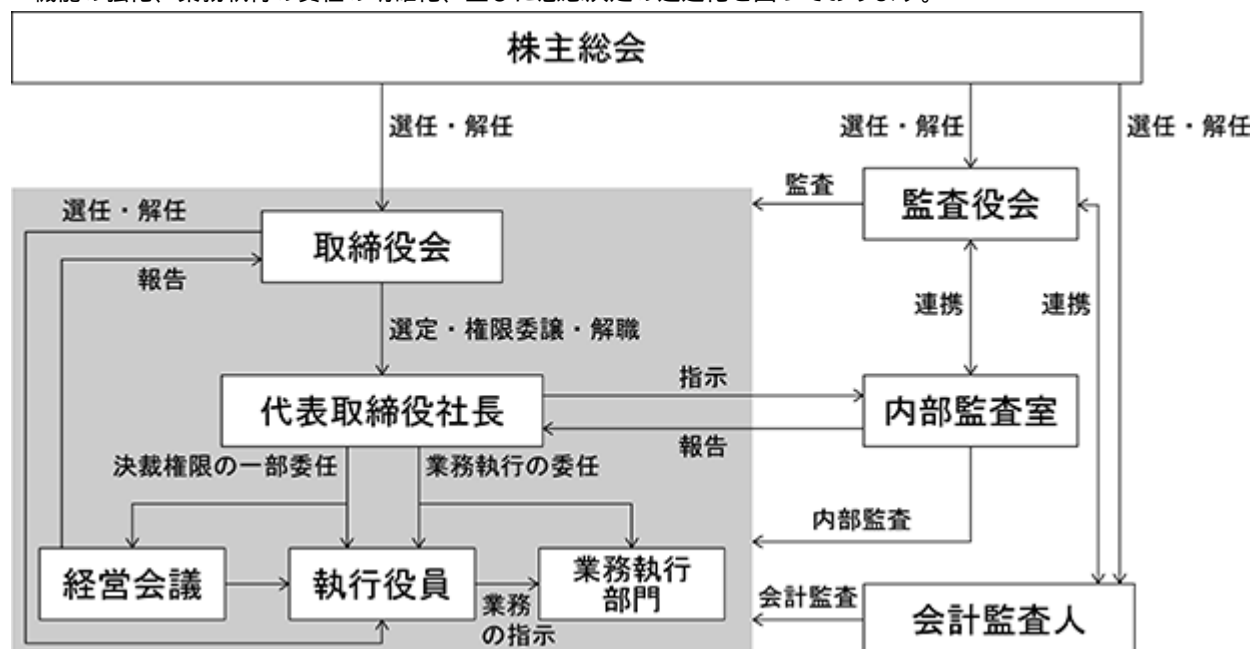 株主総会
選任・解任
選任・解任
選任・解任
監査
監査役会
選任・解任
取締役会
報告
連携
連携
選定・権限委譲・解職
指示
代表取締役社長
内部監査室
報告
決裁権限の一部委任
業務執行の委任
内部監査
経営会議
執行役員
業務執行
部門
業務
の指示
会計監査
会計監査人